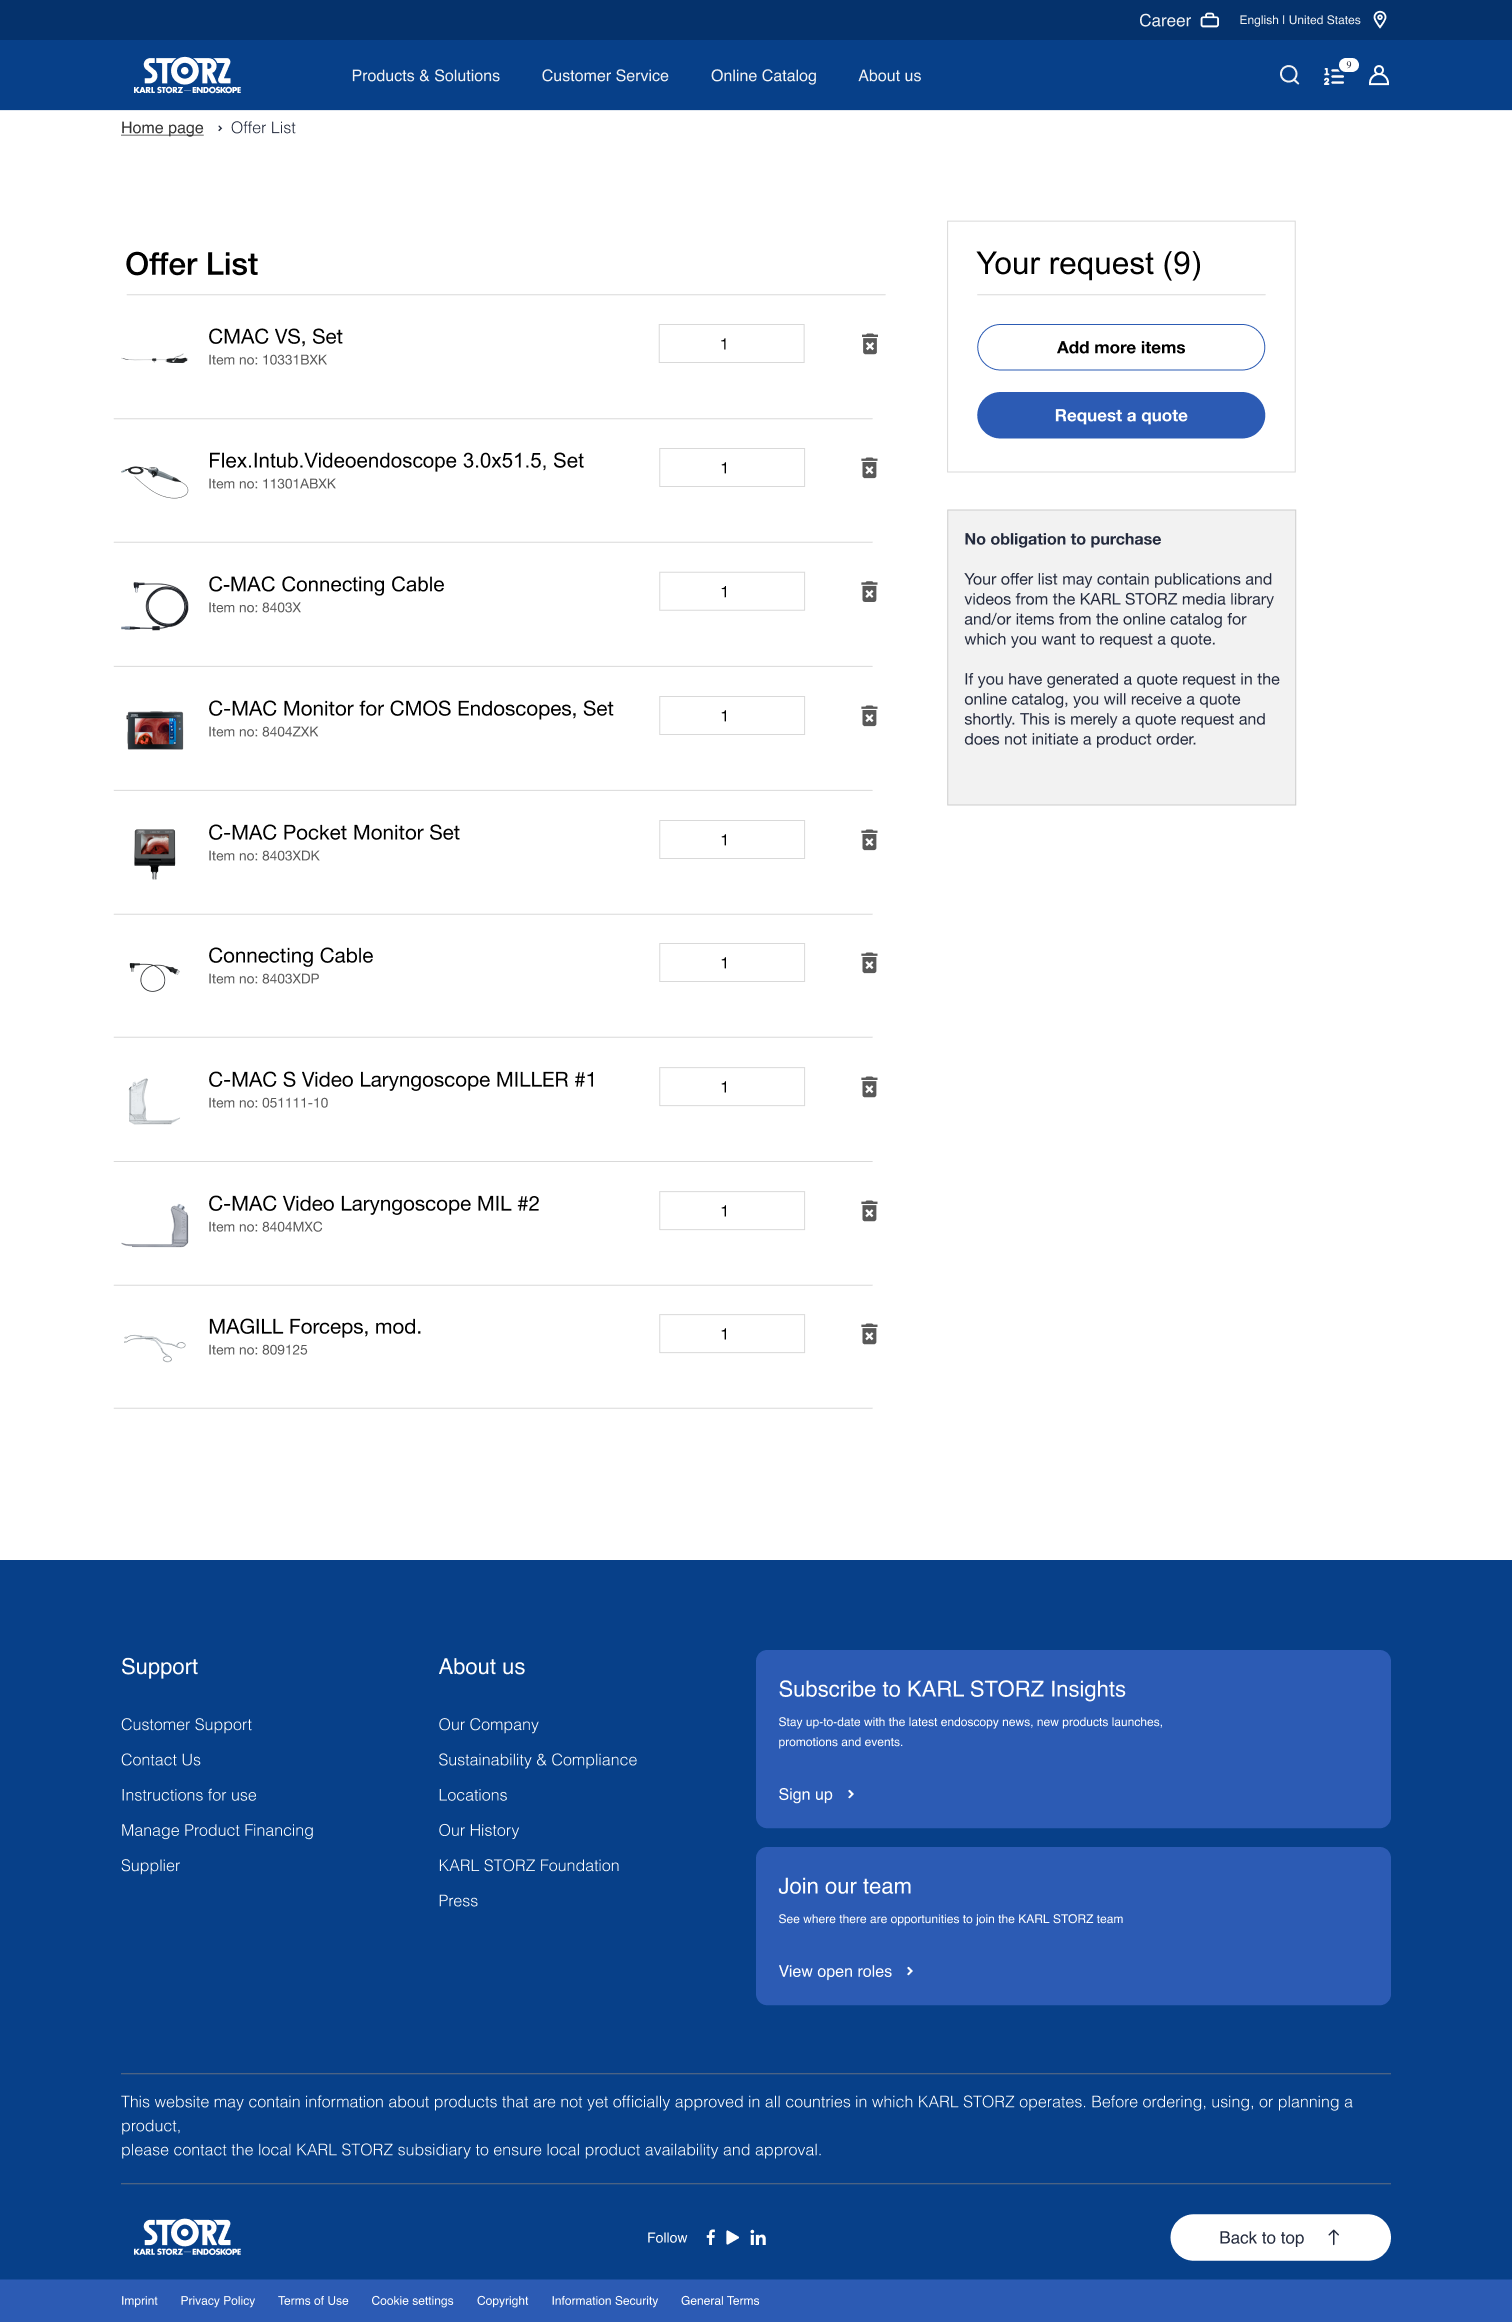 Career
English | United States
STORZ
KARL STORZ—ENDOSKOPE
Products & Solutions
Customer Service
Online Catalog
About us
9
Home page › Offer List
Offer List
CMAC VS, Set
Item no: 10331BXK
1
Flex.Intub.Videoendoscope 3.0x51.5, Set
Item no: 11301ABXK
1
C-MAC Connecting Cable
Item no: 8403X
1
C-MAC Monitor for CMOS Endoscopes, Set
Item no: 8404ZXK
1
C-MAC Pocket Monitor Set
Item no: 8403XDK
1
Connecting Cable
Item no: 8403XDP
1
C-MAC S Video Laryngoscope MILLER #1
Item no: 051111-10
1
C-MAC Video Laryngoscope MIL #2
Item no: 8404MXC
1
MAGILL Forceps, mod.
Item no: 809125
1
Your request (9)
Add more items
Request a quote
No obligation to purchase
Your offer list may contain publications and
videos from the KARL STORZ media library
and/or items from the online catalog for
which you want to request a quote.
If you have generated a quote request in the
online catalog, you will receive a quote
shortly. This is merely a quote request and
does not initiate a product order.
Support
Customer Support
Contact Us
Instructions for use
Manage Product Financing
Supplier
About us
Our Company
Sustainability & Compliance
Locations
Our History
KARL STORZ Foundation
Press
Subscribe to KARL STORZ Insights
Stay up-to-date with the latest endoscopy news, new products launches,
promotions and events.
Sign up
Join our team
See where there are opportunities to join the KARL STORZ team
View open roles
This website may contain information about products that are not yet officially approved in all countries in which KARL STORZ operates. Before ordering, using, or planning a
product,
please contact the local KARL STORZ subsidiary to ensure local product availability and approval.
STORZ
KARL STORZ—ENDOSKOPE
Follow
Back to top
Imprint
Privacy Policy
Terms of Use
Cookie settings
Copyright
Information Security
General Terms